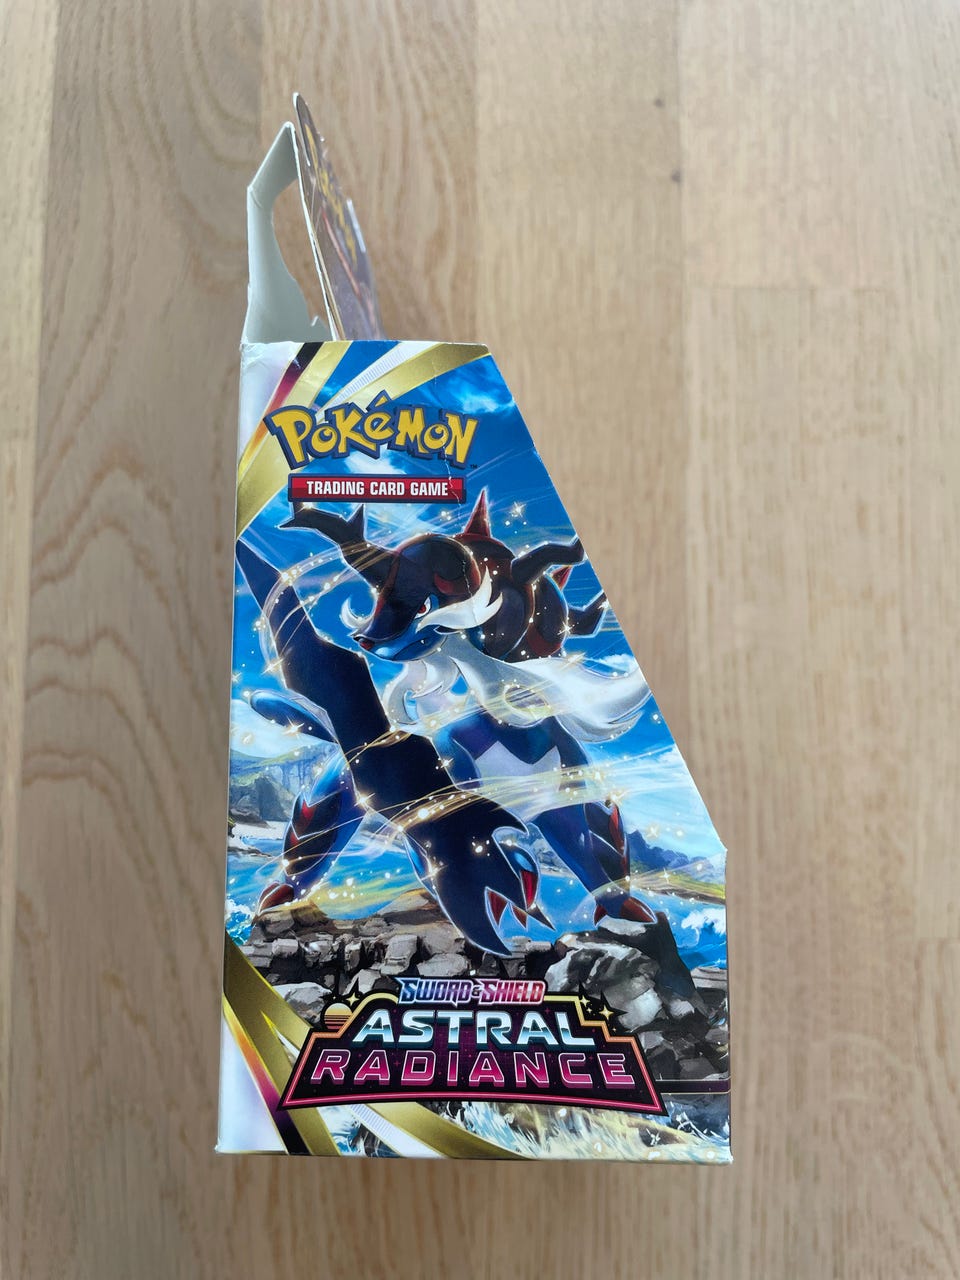 POKéMON
TRADING CARD GAME
SWORD & SHIELD
ASTRAL
RADIANCE